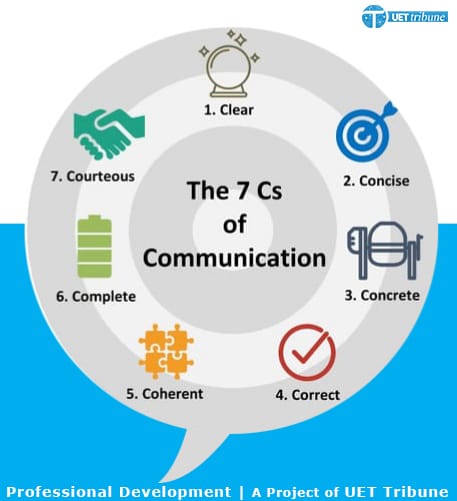 UET tribune
1. Clear
2. Concise
3. Concrete
4. Correct
5. Coherent
6. Complete
7. Courteous
The 7 Cs
of
Communication
Professional Development | A Project of UET Tribune